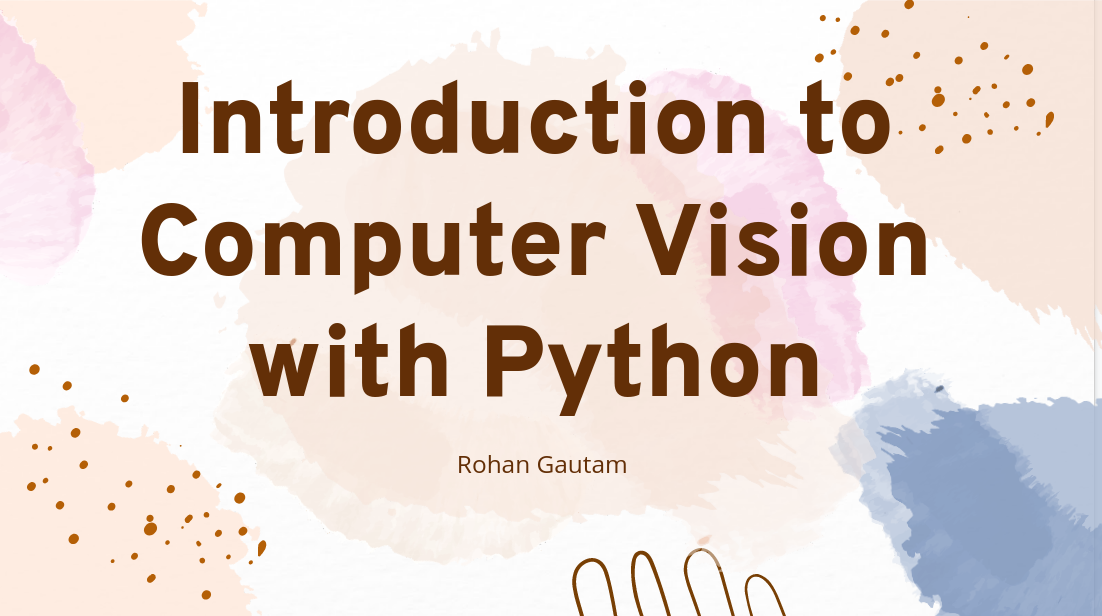 Introduction to
Computer Vision
with Python
Rohan Gautam